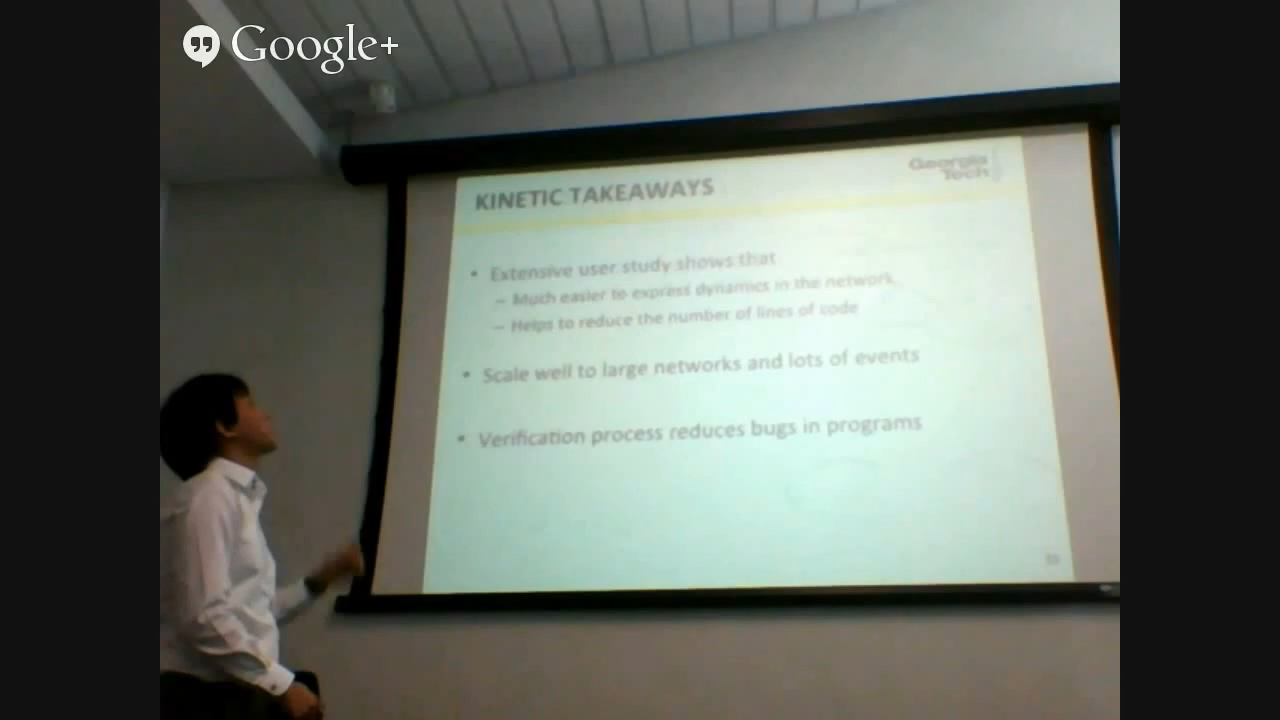 Google+
Georgia
Tech
KINETIC TAKEAWAYS
• Extensive user study shows that
– Much easier to express dynamics in the network
– Helps to reduce the number of lines of code
• Scale well to large networks and lots of events
• Verification process reduces bugs in programs